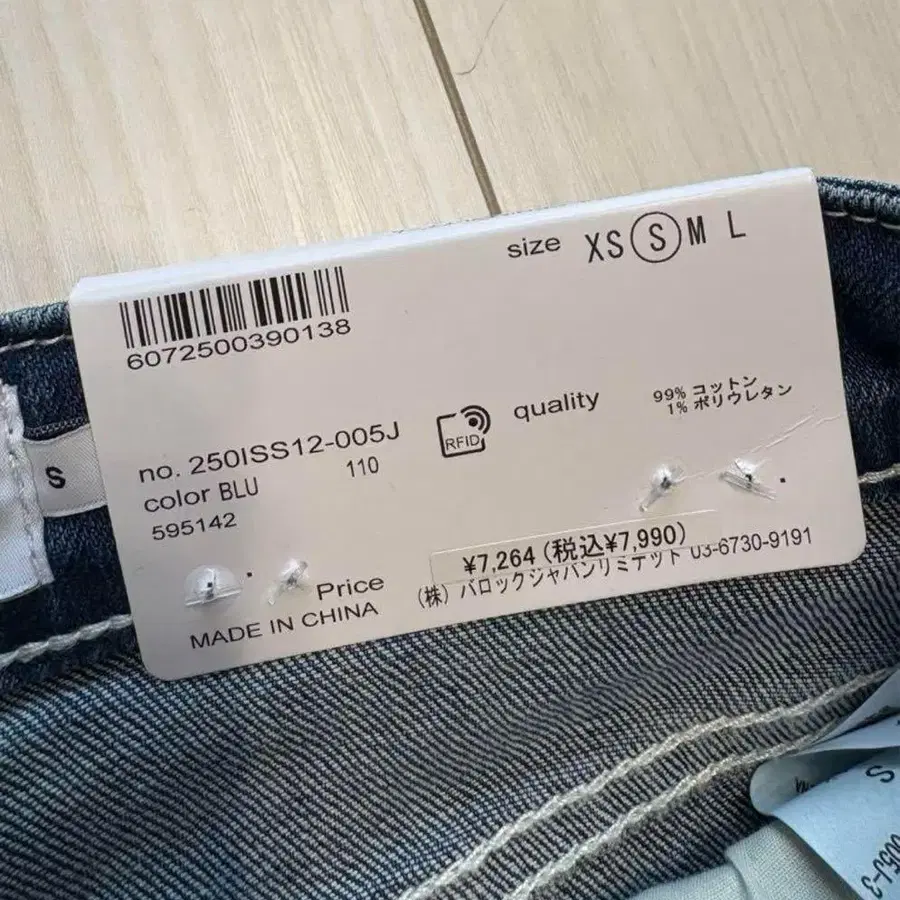 size XS S M L
6072500390138
no. 250ISS12-005J
color BLU 110
595142
RFID
quality 99% コットン
1% ポリウレタン
Price ¥7,264 (税込¥7,990)
(株) バロックジャパンリミテッド 03-6730-9191
MADE IN CHINA
S
S